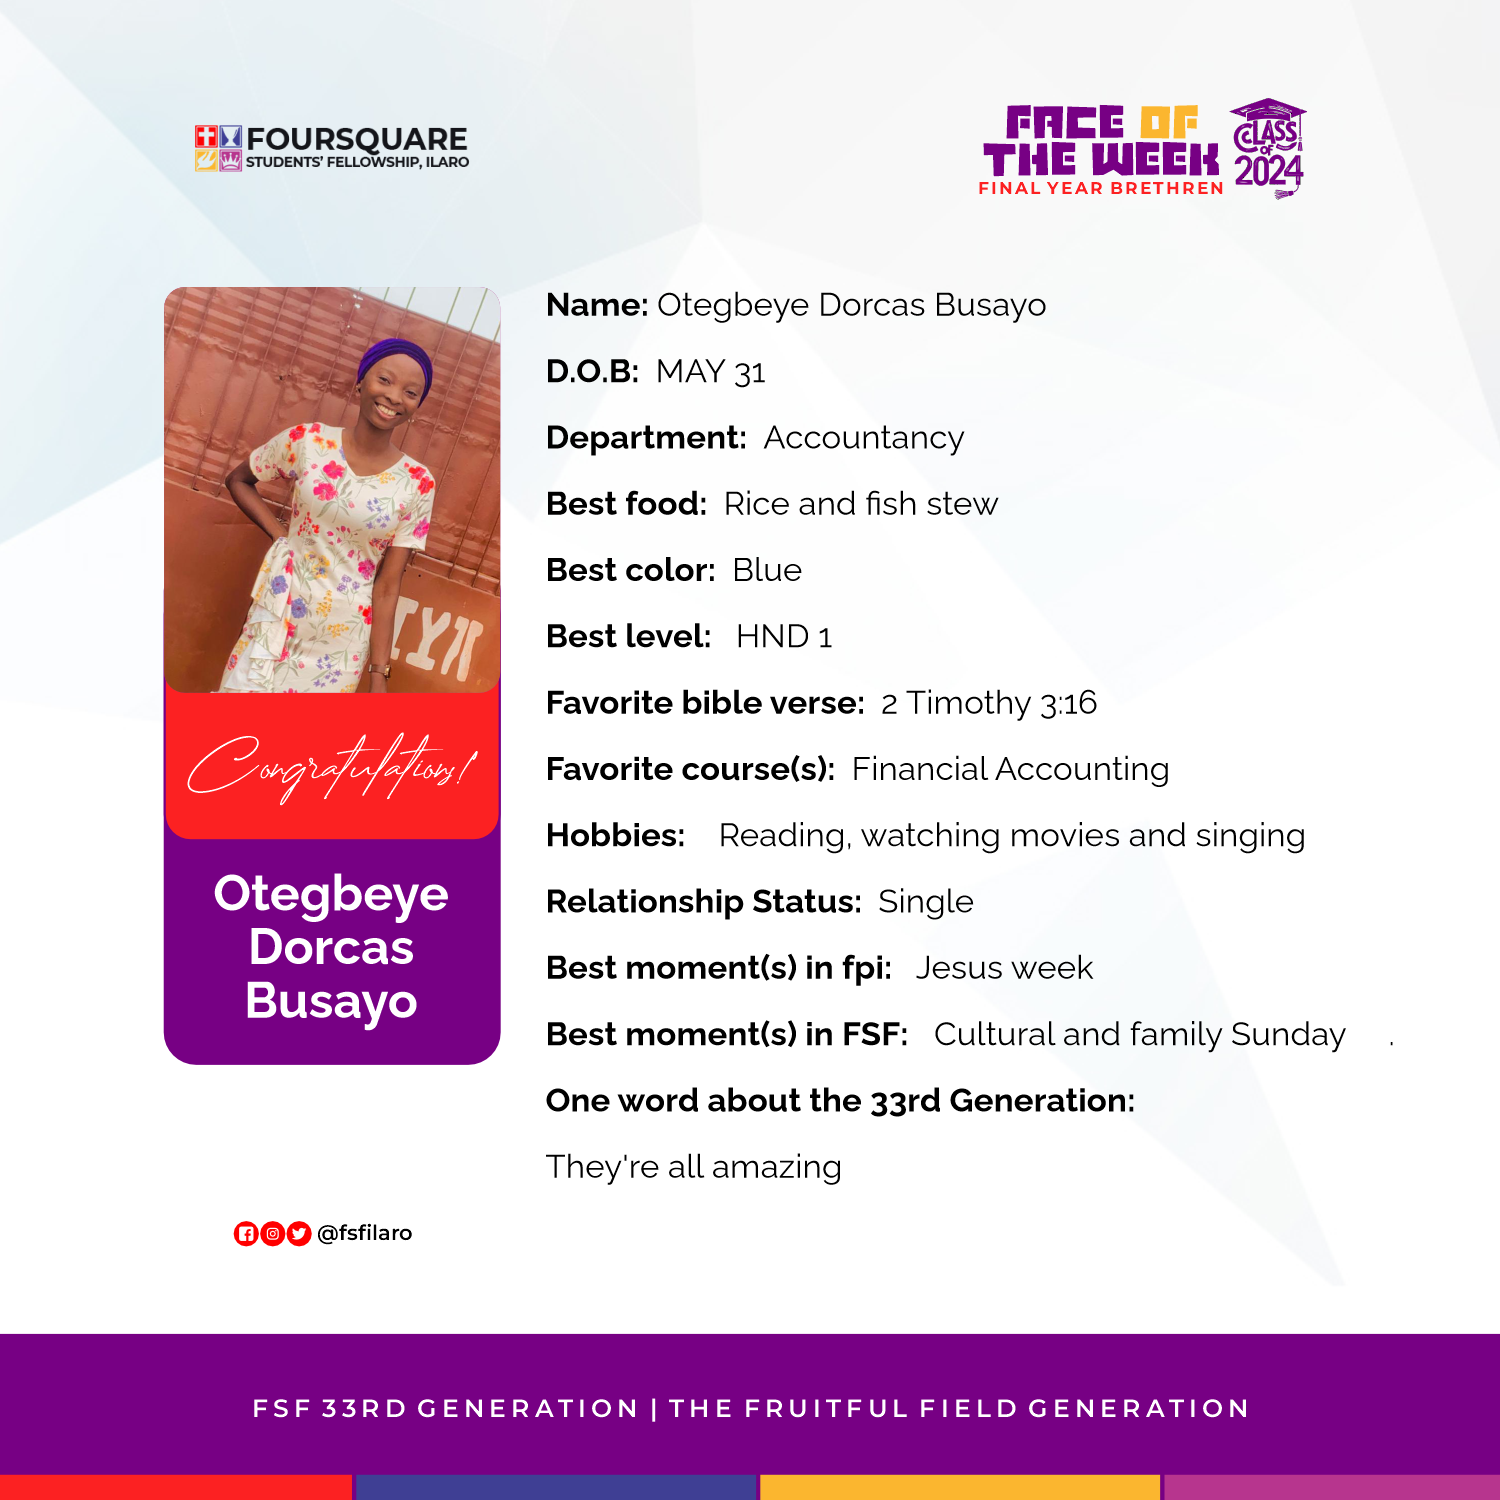 FOURSQUARE
STUDENTS' FELLOWSHIP, ILARO
FACE OF
THE WEEK
FINAL YEAR BRETHREN
CLASS
OF
2024
Name: Otegbeye Dorcas Busayo
D.O.B: MAY 31
Department: Accountancy
Best food: Rice and fish stew
Best color: Blue
Best level: HND 1
Favorite bible verse: 2 Timothy 3:16
Favorite course(s): Financial Accounting
Hobbies: Reading, watching movies and singing
Relationship Status: Single
Best moment(s) in fpi: Jesus week
Best moment(s) in FSF: Cultural and family Sunday .
One word about the 33rd Generation:
They're all amazing
Congratulations!
Otegbeye
Dorcas
Busayo
@fsfilaro
FSF 33RD GENERATION | THE FRUITFUL FIELD GENERATION